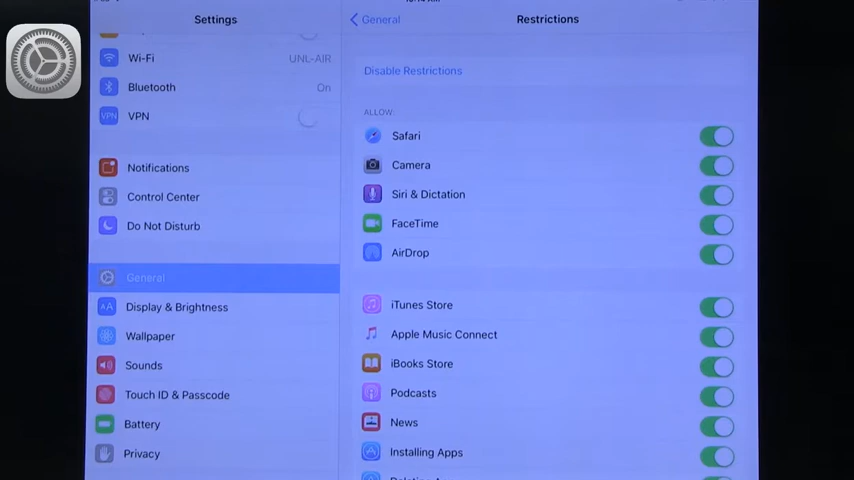 Settings
General
Restrictions
Wi-Fi
UNL-AIR
Disable Restrictions
Bluetooth
On
VPN
VPN
ALLOW:
Safari
Camera
Notifications
Siri & Dictation
Control Center
FaceTime
Do Not Disturb
AirDrop
General
iTunes Store
AA
Display & Brightness
Apple Music Connect
Wallpaper
iBooks Store
Sounds
Podcasts
Touch ID & Passcode
News
Battery
Installing Apps
Privacy